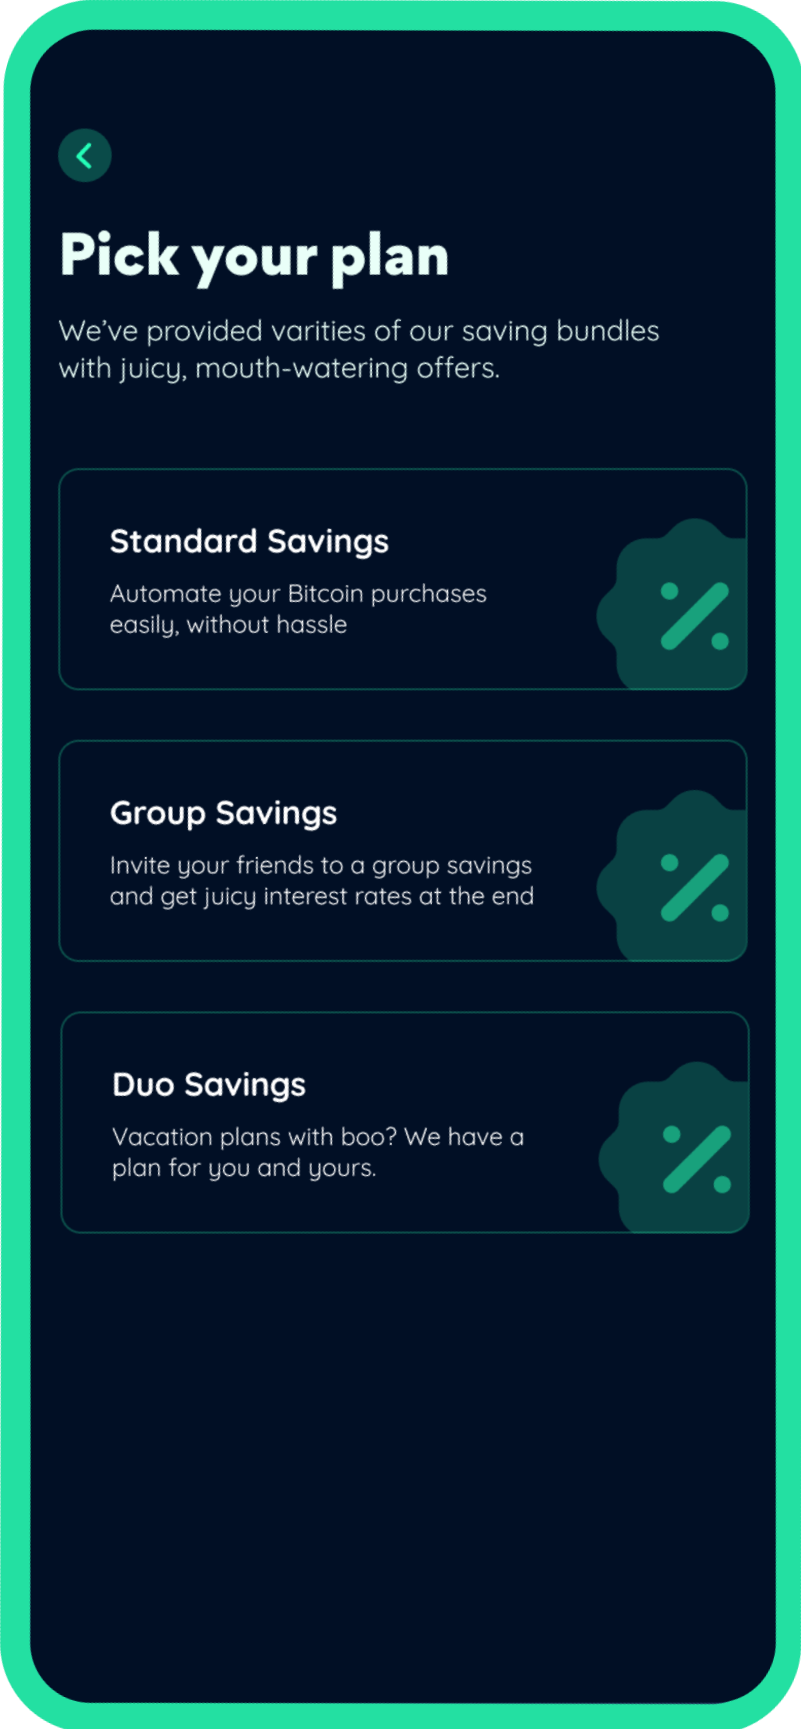 Pick your plan
We’ve provided varities of our saving bundles
with juicy, mouth-watering offers.
Standard Savings
Automate your Bitcoin purchases
easily, without hassle
Group Savings
Invite your friends to a group savings
and get juicy interest rates at the end
Duo Savings
Vacation plans with boo? We have a
plan for you and yours.